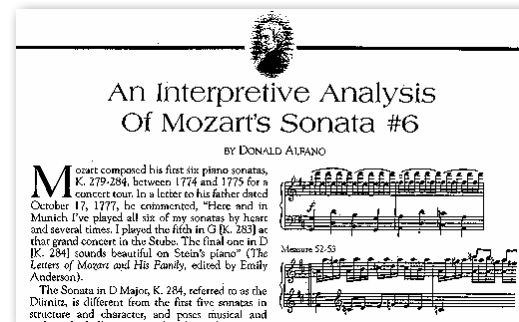 An Interpretive Analysis
Of Mozart's Sonata #6
BY DONALD ALFANO
Mozart composed his first six piano sonatas,
K. 279-284, between 1774 and 1775 for a
concert tour. In a letter to his father dated
October 17, 1777, he commented, "Here and in
Munich I've played all six of my sonatas by heart
and several times. I played the fifth in G [K. 283] at
that grand concert in the Stube. The final one in D
[K. 284] sounds beautiful on Stein's piano" (The
Letters of Mozart and His Family, edited by Emily
Anderson).
The Sonata in D Major, K. 284, referred to as the
Dürnitz, is different from the first five sonatas in
structure and character, and poses musical and
Measure 52-53